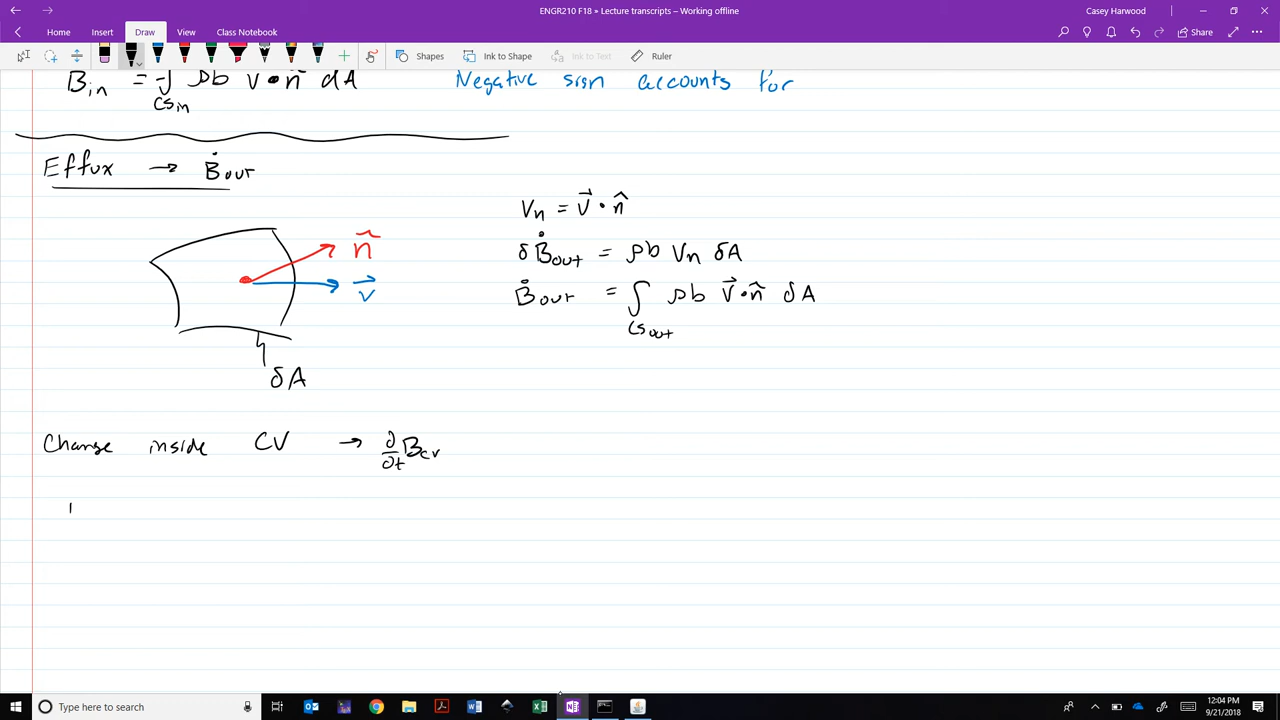 ENGR210 F18 » Lecture transcripts – Working offline
Casey Harwood
Home Insert Draw View Class Notebook
Share
Shapes Ink to Shape Ink to Text Ruler
Bin = -∫ ρb V•n dA Negative sign accounts for
CSin
Efflux → Ḃout
Vn = V⃗ • n̂
n̂
δḂout = ρb Vn δA
V⃗
Ḃout = ∫ ρb V⃗•n̂ δA
CSout
δA
Change inside CV → ∂/∂t Bcv
Type here to search
12:04 PM
9/21/2018